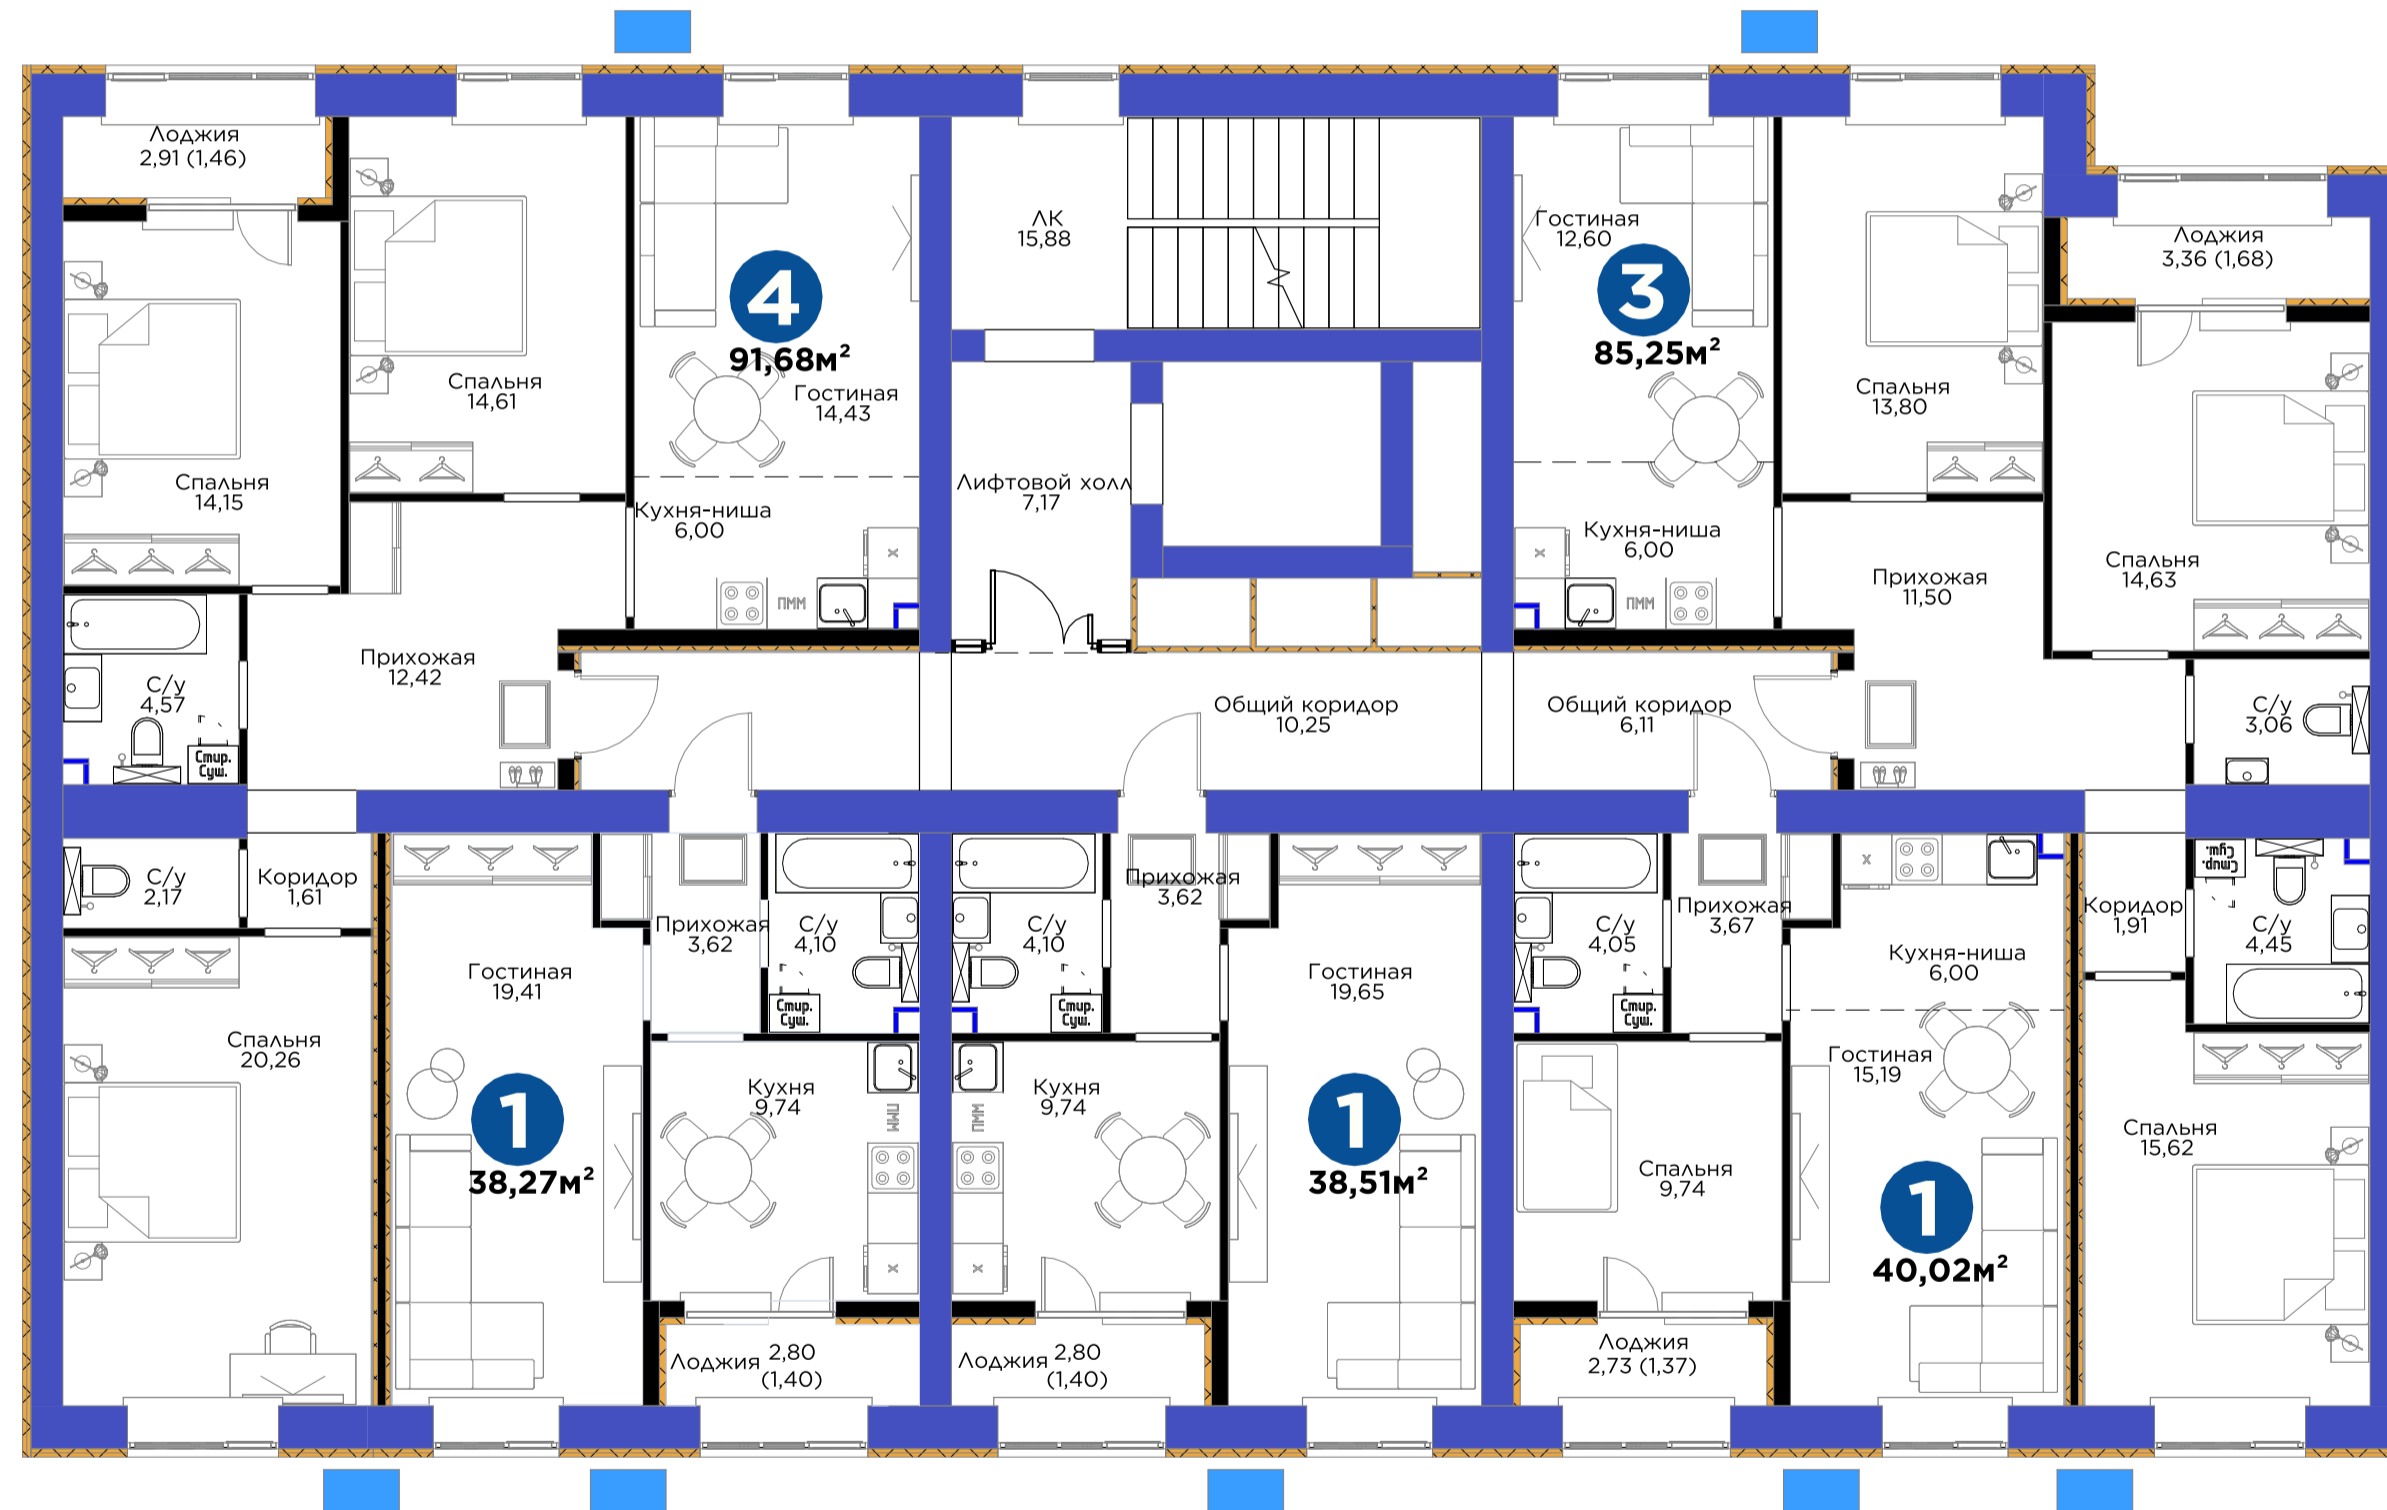 Лоджия
2,91 (1,46)
Спальня
14,15
Спальня
14,61
4
91,68м²
Гостиная
14,43
Кухня-ниша
6,00
х
ПММ
Прихожая
12,42
С/у
4,57
Стир.
Суш.
С/у
2,17
Коридор
1,61
Спальня
20,26
ЛК
15,88
Лифтовой холл
7,17
Общий коридор
10,25
Общий коридор
6,11
Гостиная
12,60
3
85,25м²
Кухня-ниша
6,00
х
ПММ
Спальня
13,80
Лоджия
3,36 (1,68)
Спальня
14,63
Прихожая
11,50
С/у
3,06
Коридор
1,91
С/у
4,45
Стир.
Суш.
Спальня
15,62
Гостиная
19,41
1
38,27м²
Прихожая
3,62
С/у
4,10
Стир.
Суш.
Кухня
9,74
ПММ
х
Лоджия
2,80
(1,40)
С/у
4,10
Стир.
Суш.
Прихожая
3,62
Гостиная
19,65
1
38,51м²
Кухня
9,74
ПММ
х
Лоджия
2,80
(1,40)
С/у
4,05
Стир.
Суш.
Прихожая
3,67
х
Кухня-ниша
6,00
Гостиная
15,19
1
40,02м²
Спальня
9,74
Лоджия
2,73 (1,37)